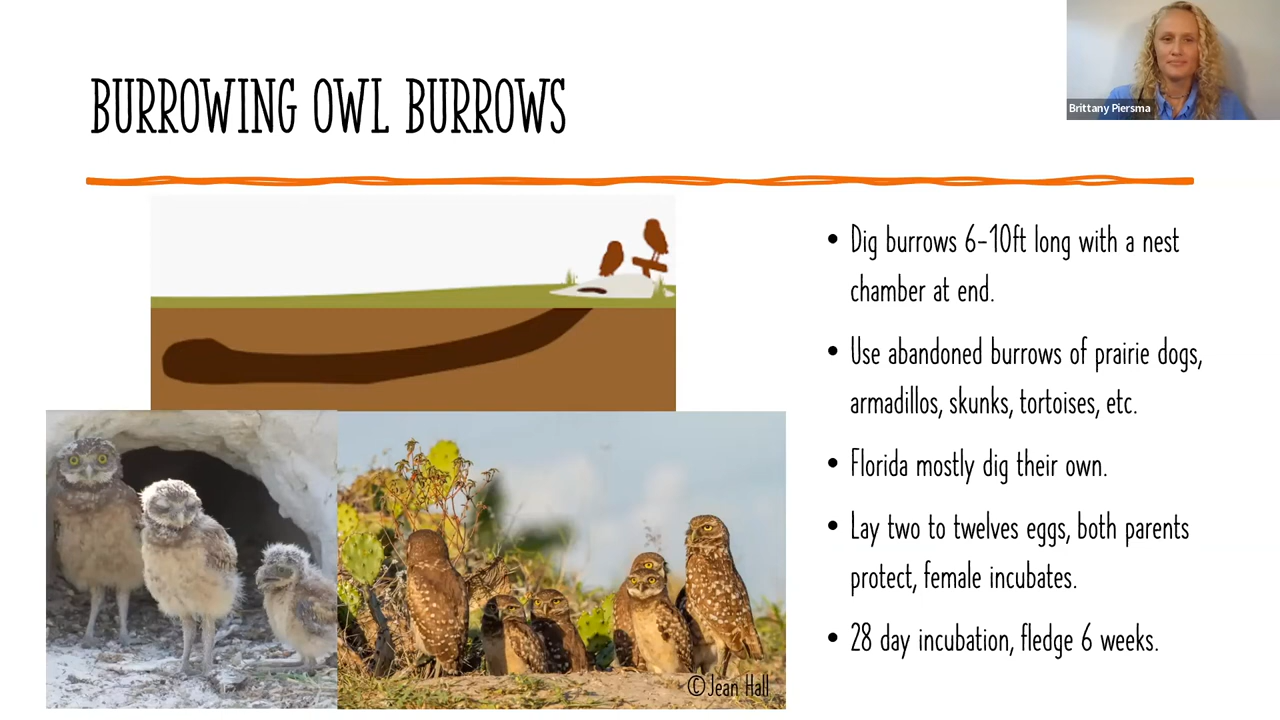 Brittany Piersma
BURROWING OWL BURROWS
• Dig burrows 6-10ft long with a nest
chamber at end.
• Use abandoned burrows of prairie dogs,
armadillos, skunks, tortoises, etc.
• Florida mostly dig their own.
• Lay two to twelves eggs, both parents
protect, female incubates.
• 28 day incubation, fledge 6 weeks.
©Jean Hall